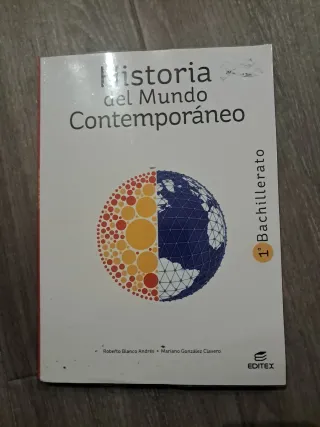 Historia
del Mundo
Contemporáneo
1º Bachillerato
Roberto Blanco Andrés • Mariano González Clavero
EDITEX